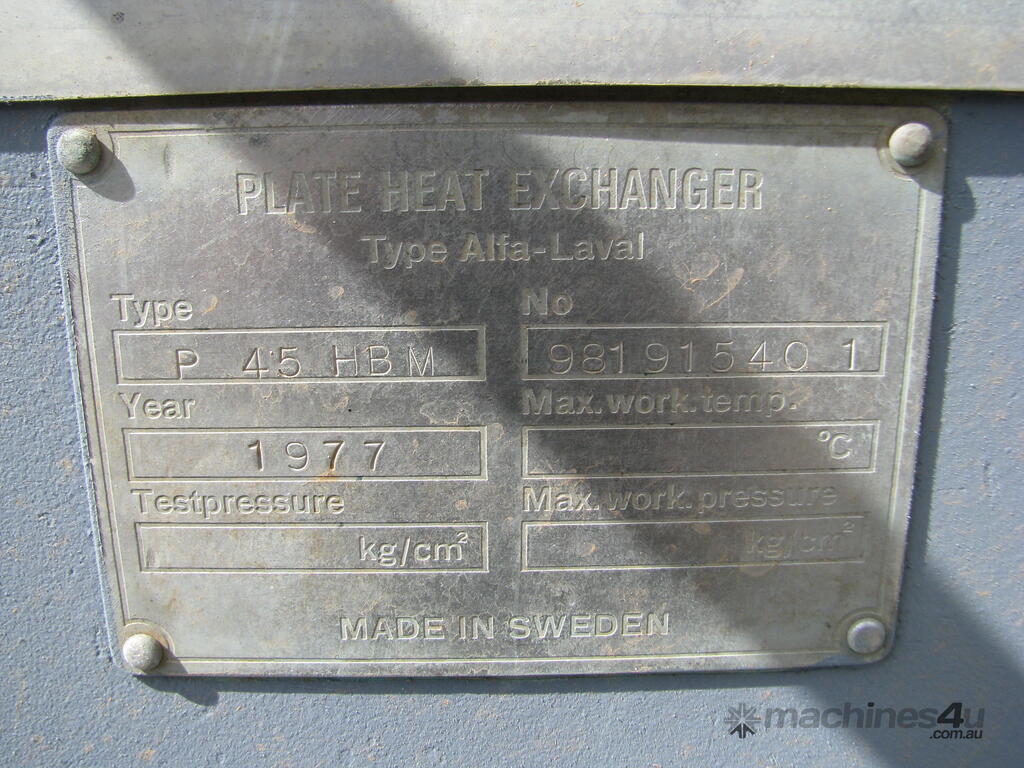 PLATE HEAT EXCHANGER
Type Alfa-Laval
Type No
P 45 HBM 98191540 1
Year Max. work. temp.
1977 °C
Testpressure Max. work. pressure
kg/cm² kg/cm²
MADE IN SWEDEN
machines4u
.com.au